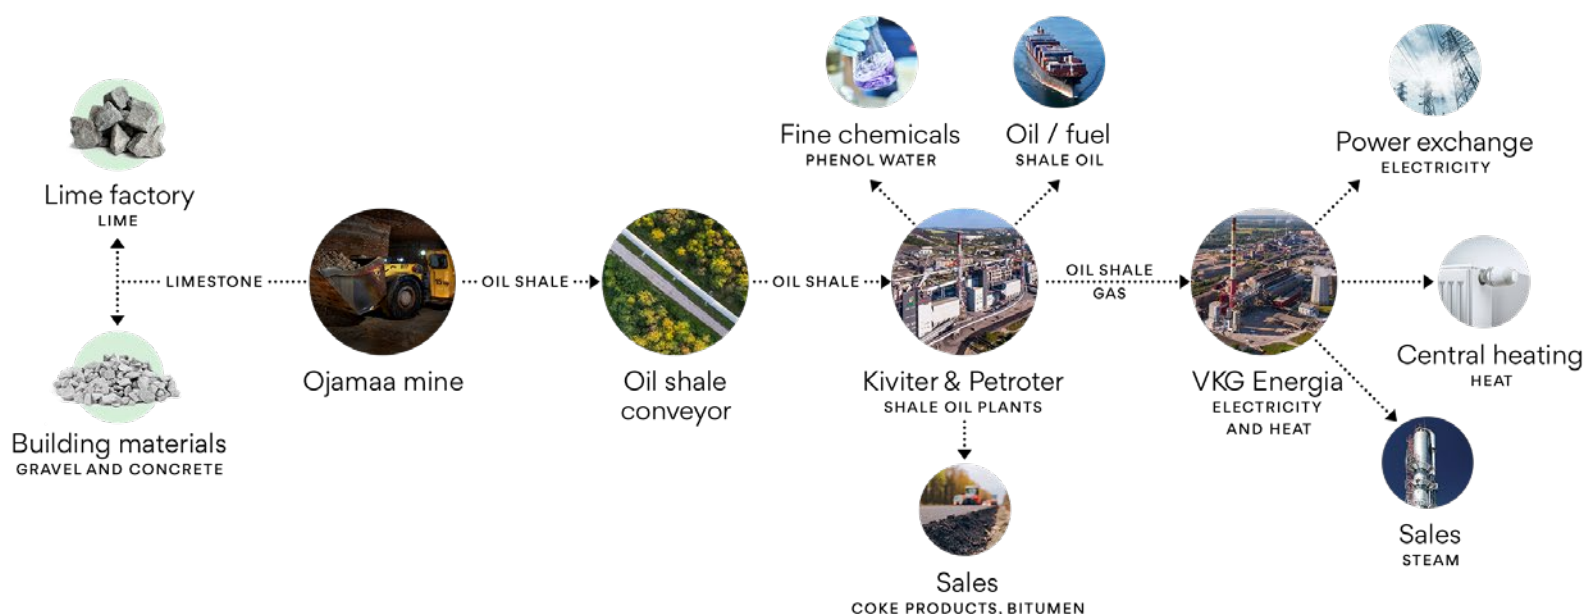 Fine chemicals
PHENOL WATER
Oil / fuel
SHALE OIL
Power exchange
ELECTRICITY
Lime factory
LIME
LIMESTONE
OIL SHALE
OIL SHALE
OIL SHALE
GAS
Ojamaa mine
Oil shale
conveyor
Kiviter & Petroter
SHALE OIL PLANTS
VKG Energia
ELECTRICITY
AND HEAT
Central heating
HEAT
Building materials
GRAVEL AND CONCRETE
Sales
STEAM
Sales
COKE PRODUCTS, BITUMEN